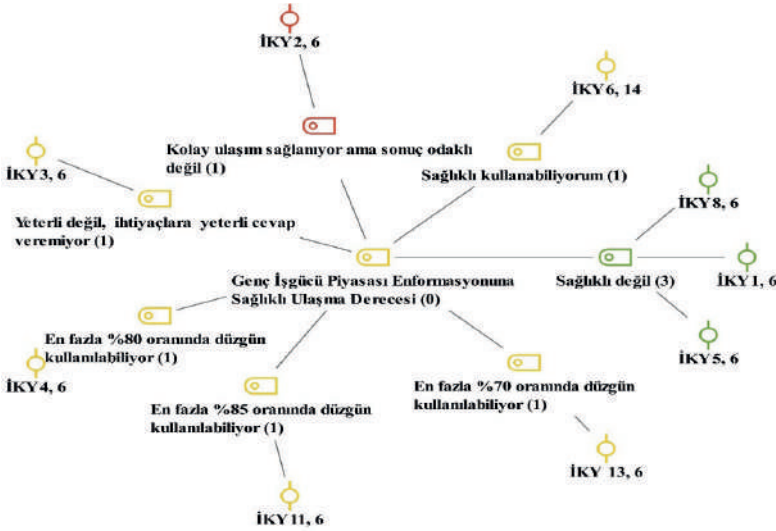 İKY2, 6
İKY6, 14
Kolay ulaşım sağlanıyor ama sonuç odaklı
değil (1)
İKY3, 6
Sağlıklı kullanabiliyorum (1)
İKY8, 6
Yeterli değil, ihtiyaçlara yeterli cevap
veremiyor (1)
Genç İşgücü Piyasası Enformasyonuna
Sağlıklı Ulaşma Derecesi (0)
Sağlıklı değil (3)
İKY1, 6
En fazla %80 oranında düzgün
kullanılabiliyor (1)
İKY5, 6
İKY4, 6
En fazla %85 oranında düzgün
kullanılabiliyor (1)
En fazla %70 oranında düzgün
kullanılabiliyor (1)
İKY 13, 6
İKY11, 6